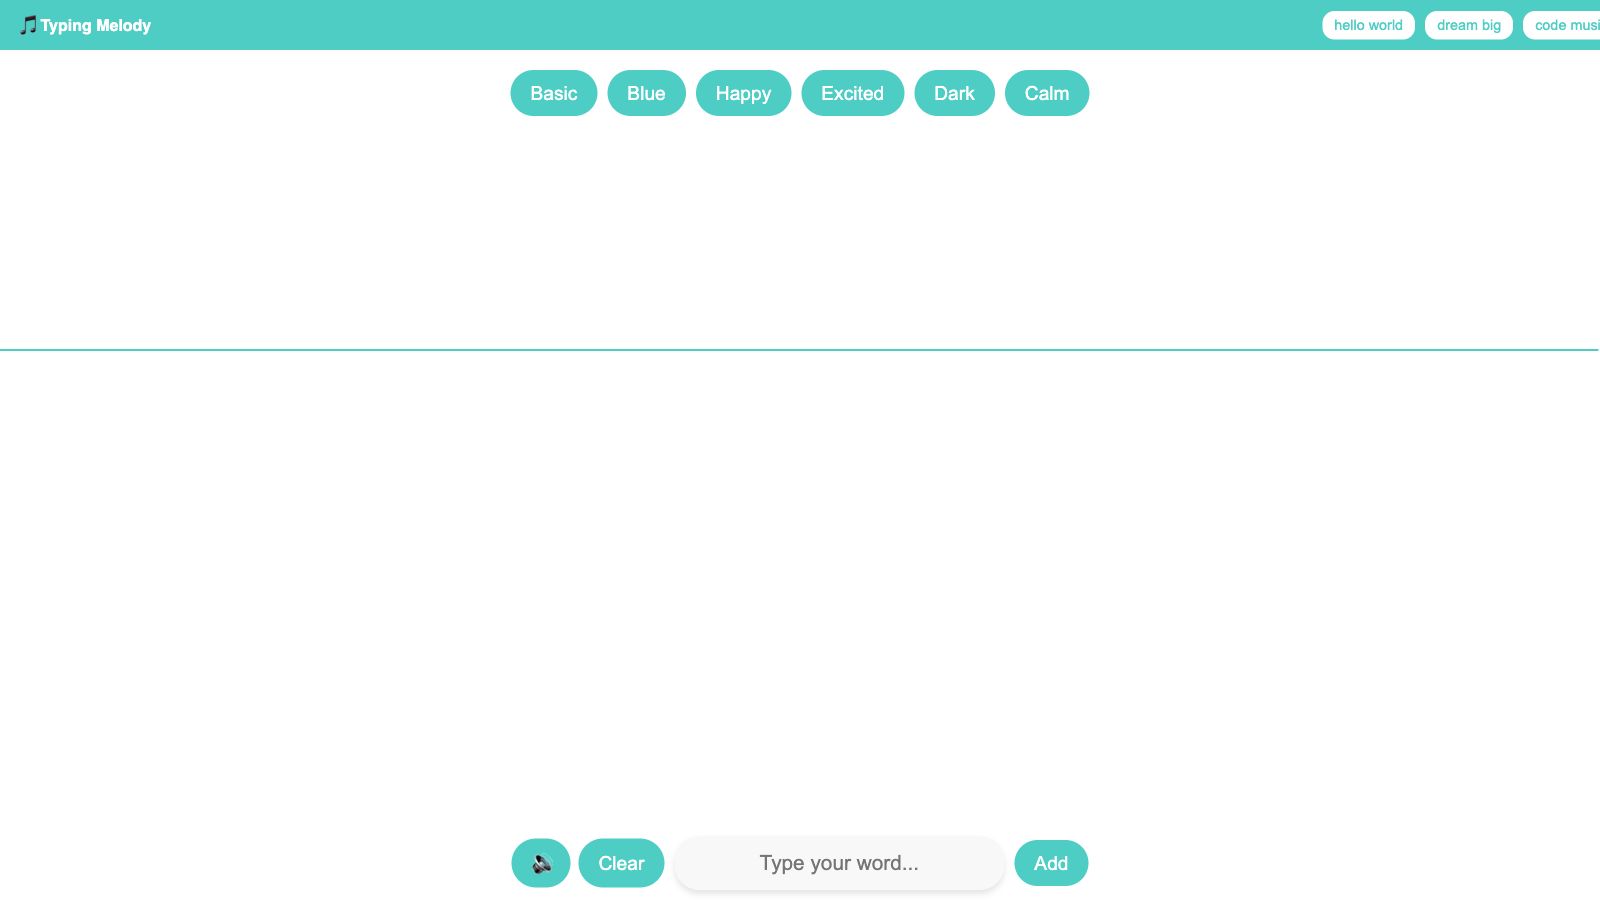 🎵Typing Melody
hello world
dream big
code musi
Basic
Blue
Happy
Excited
Dark
Calm
Clear
Type your word...
Add